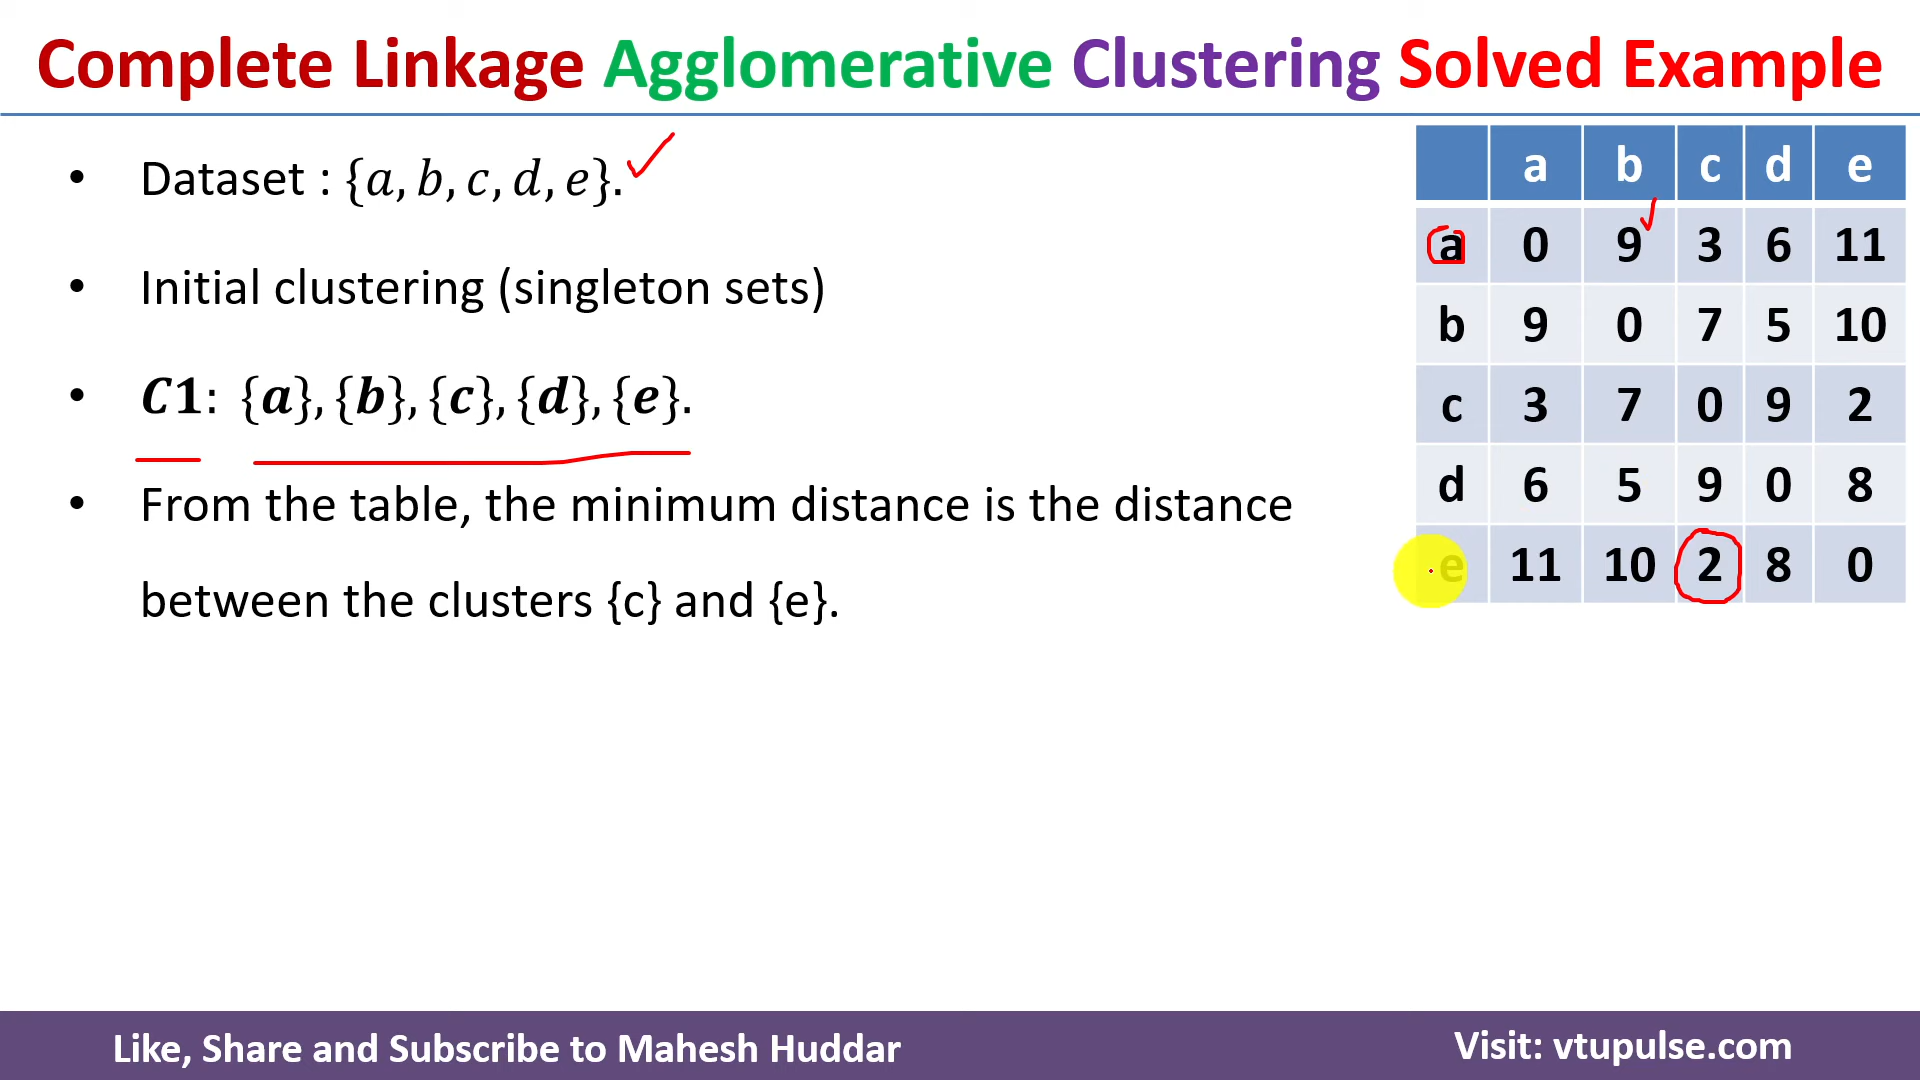 Complete Linkage Agglomerative Clustering Solved Example
• Dataset : {a, b, c, d, e}.
• Initial clustering (singleton sets)
• C1: {a}, {b}, {c}, {d}, {e}.
• From the table, the minimum distance is the distance
between the clusters {c} and {e}.
a b c d e
a 0 9 3 6 11
b 9 0 7 5 10
c 3 7 0 9 2
d 6 5 9 0 8
e 11 10 2 8 0
Like, Share and Subscribe to Mahesh Huddar
Visit: vtupulse.com